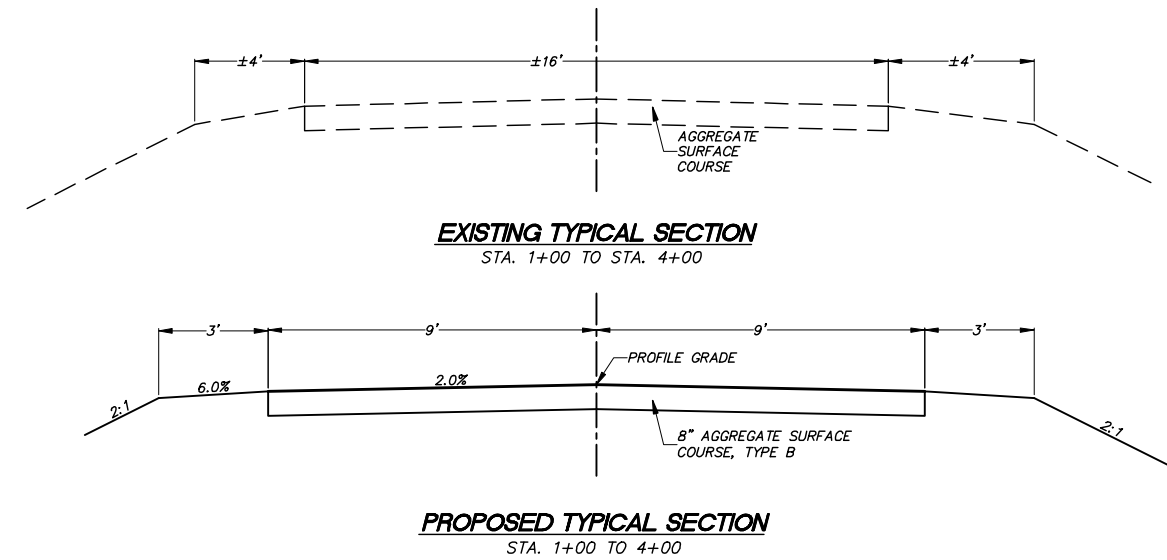 ±4'
±16'
±4'
AGGREGATE
SURFACE
COURSE
EXISTING TYPICAL SECTION
STA. 1+00 TO STA. 4+00
3'
9'
9'
3'
PROFILE GRADE
2:1
6.0%
2.0%
8" AGGREGATE SURFACE
COURSE, TYPE B
2:1
PROPOSED TYPICAL SECTION
STA. 1+00 TO 4+00